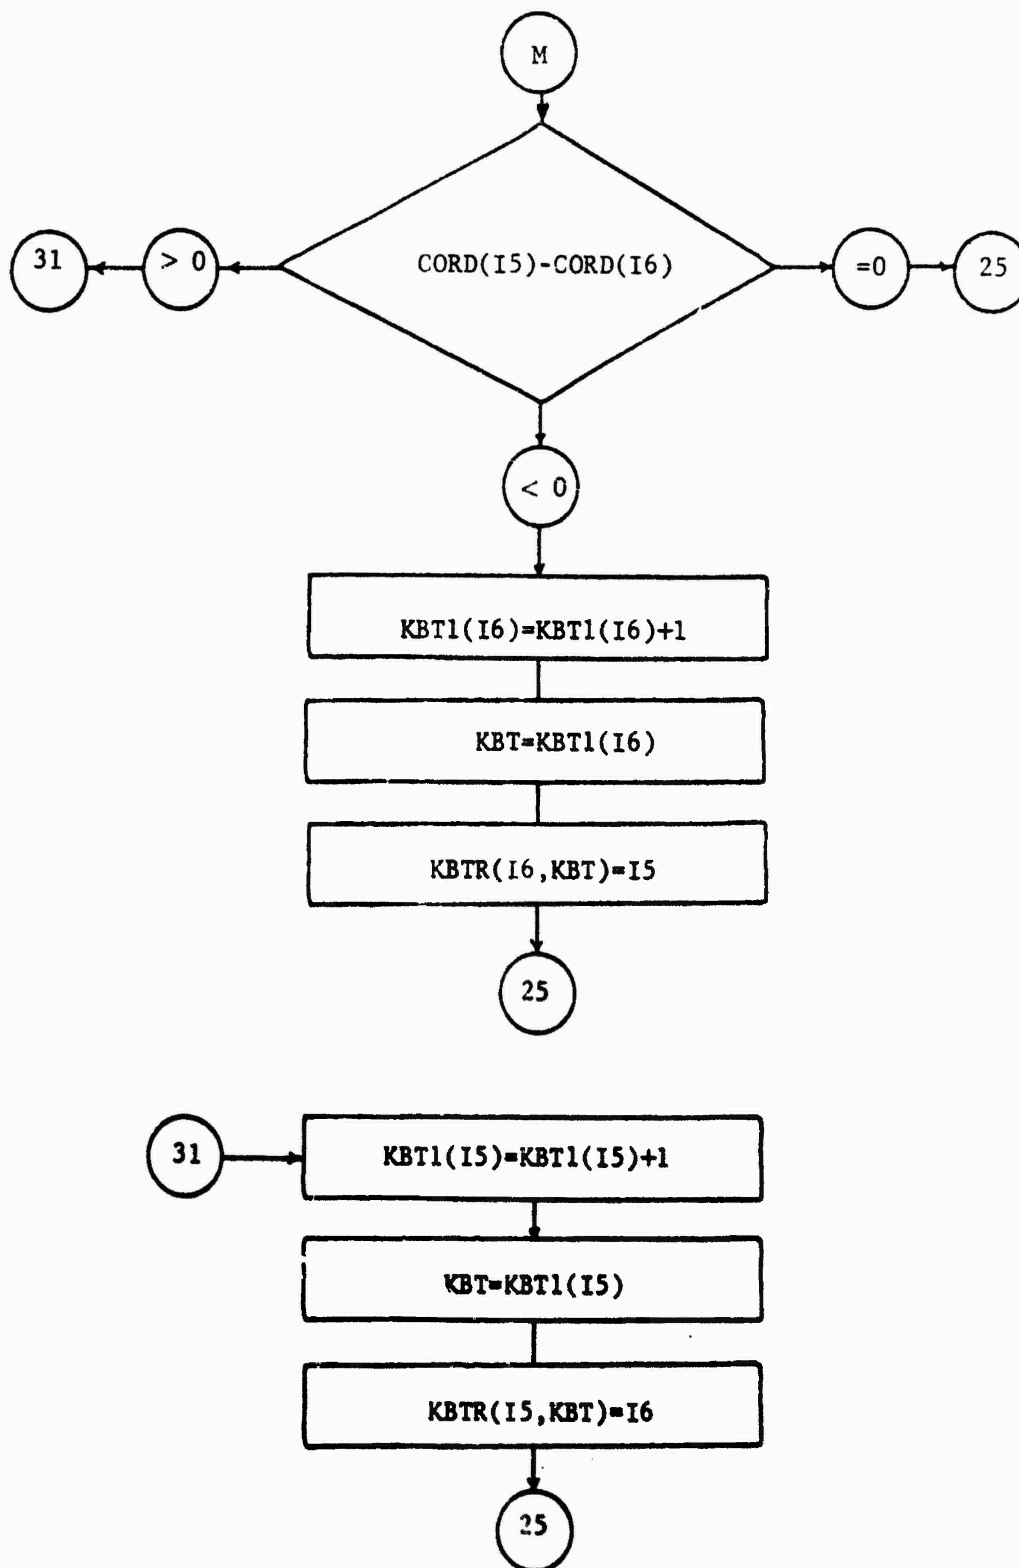 M
31
> 0
CORD(I5)-CORD(I6)
=0
25
< 0
KBT1(I6)=KBT1(I6)+1
KBT=KBT1(I6)
KBTR(I6,KBT)=I5
25
31
KBT1(I5)=KBT1(I5)+1
KBT=KBT1(I5)
KBTR(I5,KBT)=I6
25